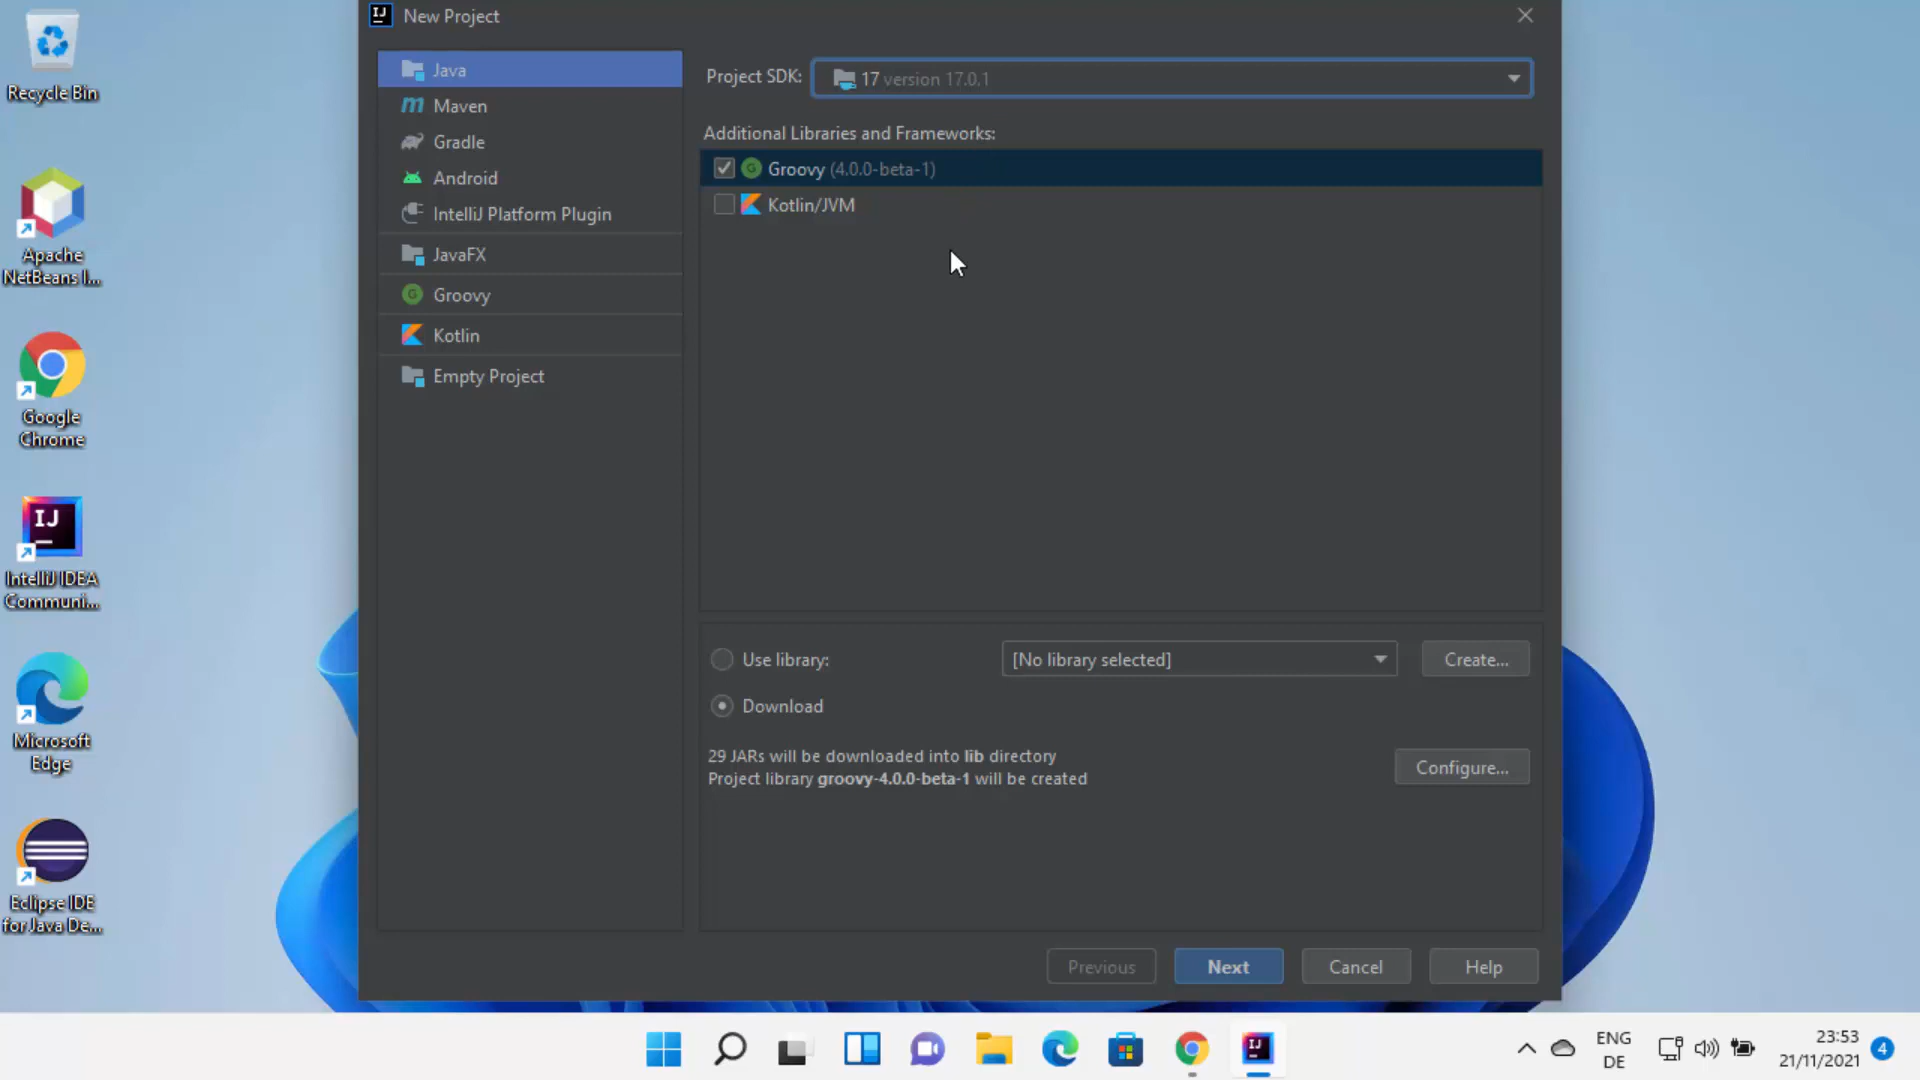 New Project
Java
Maven
Gradle
Android
IntelliJ Platform Plugin
JavaFX
Groovy
Kotlin
Empty Project
Project SDK: 17 version 17.0.1
Additional Libraries and Frameworks:
Groovy (4.0.0-beta-1)
Kotlin/JVM
Use library: [No library selected] Create...
Download
29 JARs will be downloaded into lib directory
Project library groovy-4.0.0-beta-1 will be created
Configure...
Previous Next Cancel Help
Recycle Bin
Apache
NetBeans I...
Google
Chrome
IntelliJ IDEA
Communi...
Microsoft
Edge
Eclipse IDE
for Java De...
IJ
ENG
DE
23:53
21/11/2021
4